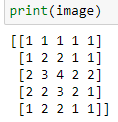 print(image)
[[1 1 1 1 1]
[1 2 2 1 1]
[2 3 4 2 2]
[2 2 3 2 1]
[1 2 2 1 1]]